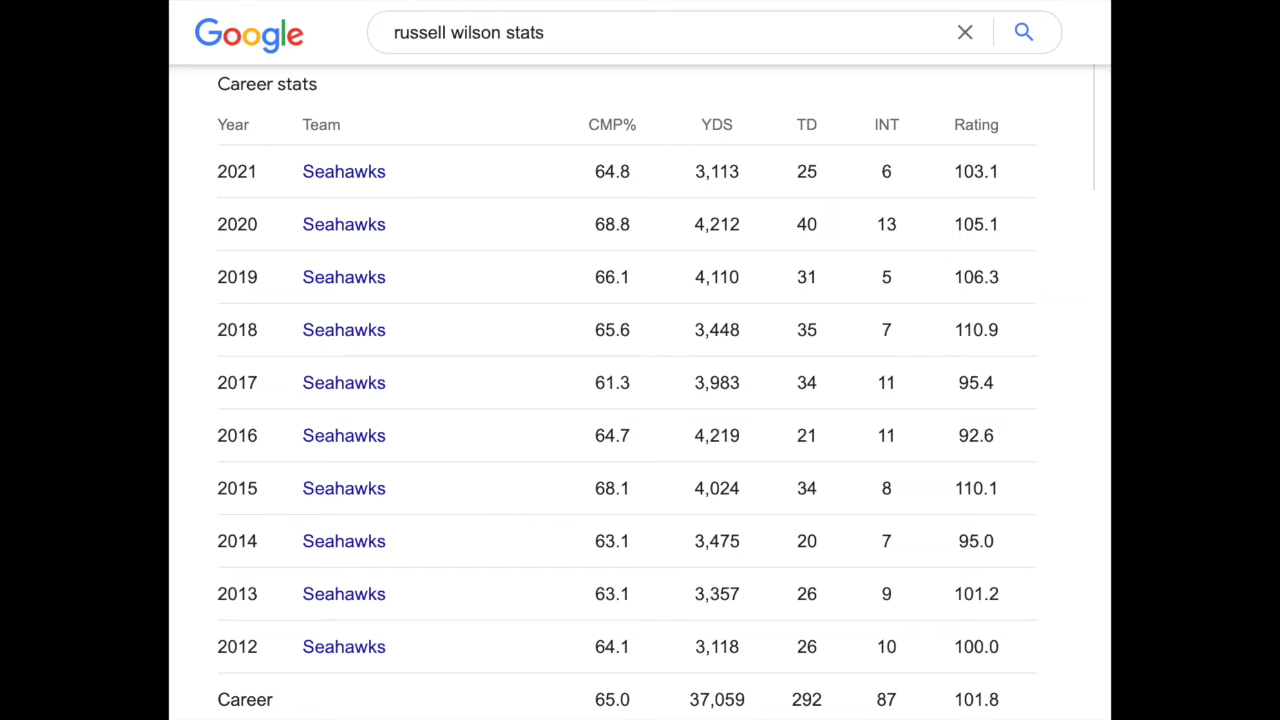 Google russell wilson stats
Career stats
Year Team CMP% YDS TD INT Rating
2021 Seahawks 64.8 3,113 25 6 103.1
2020 Seahawks 68.8 4,212 40 13 105.1
2019 Seahawks 66.1 4,110 31 5 106.3
2018 Seahawks 65.6 3,448 35 7 110.9
2017 Seahawks 61.3 3,983 34 11 95.4
2016 Seahawks 64.7 4,219 21 11 92.6
2015 Seahawks 68.1 4,024 34 8 110.1
2014 Seahawks 63.1 3,475 20 7 95.0
2013 Seahawks 63.1 3,357 26 9 101.2
2012 Seahawks 64.1 3,118 26 10 100.0
Career 65.0 37,059 292 87 101.8